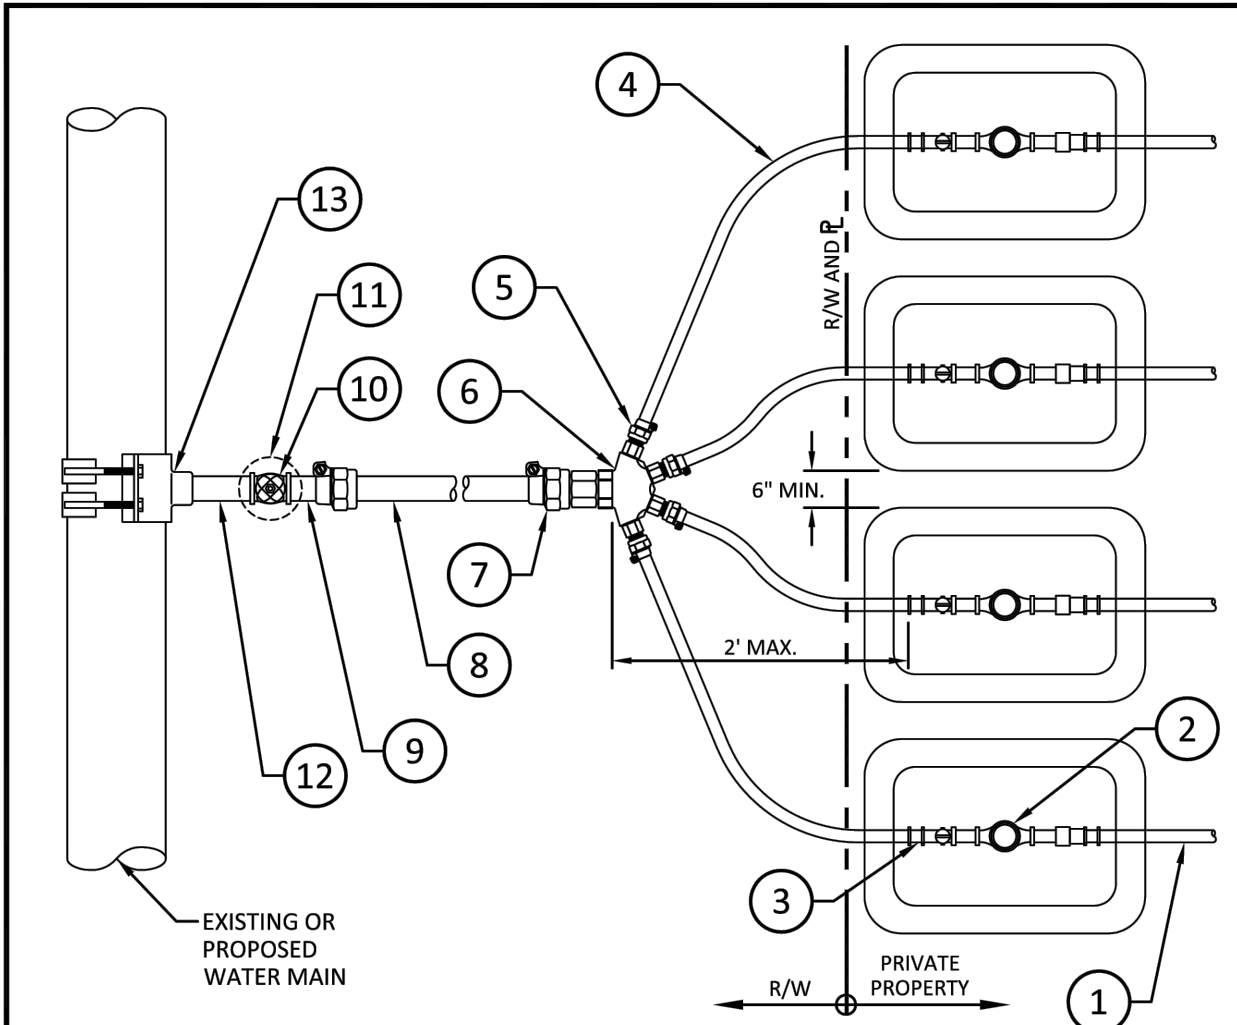 4
13
11
5
10
6
R/W AND PL
6" MIN.
7
2' MAX.
8
2
9
12
3
EXISTING OR
PROPOSED
WATER MAIN
PRIVATE
R/W
PROPERTY
1